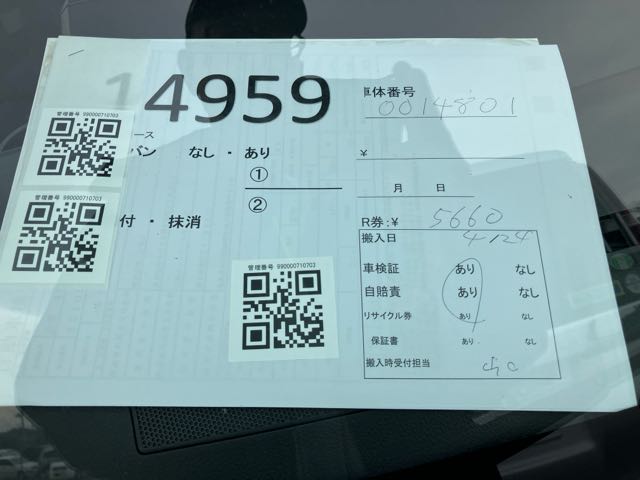 14959
管理番号 990000710703
ース
バン なし・あり
①
②
管理番号 990000710703
付・抹消
管理番号 990000710703
車体番号
0014801
¥
月 日
R券:¥ 5660
搬入日 4/24
車検証 あり なし
自賠責 あり なし
リサイクル券 あり なし
保証書 あり なし
搬入時受付担当